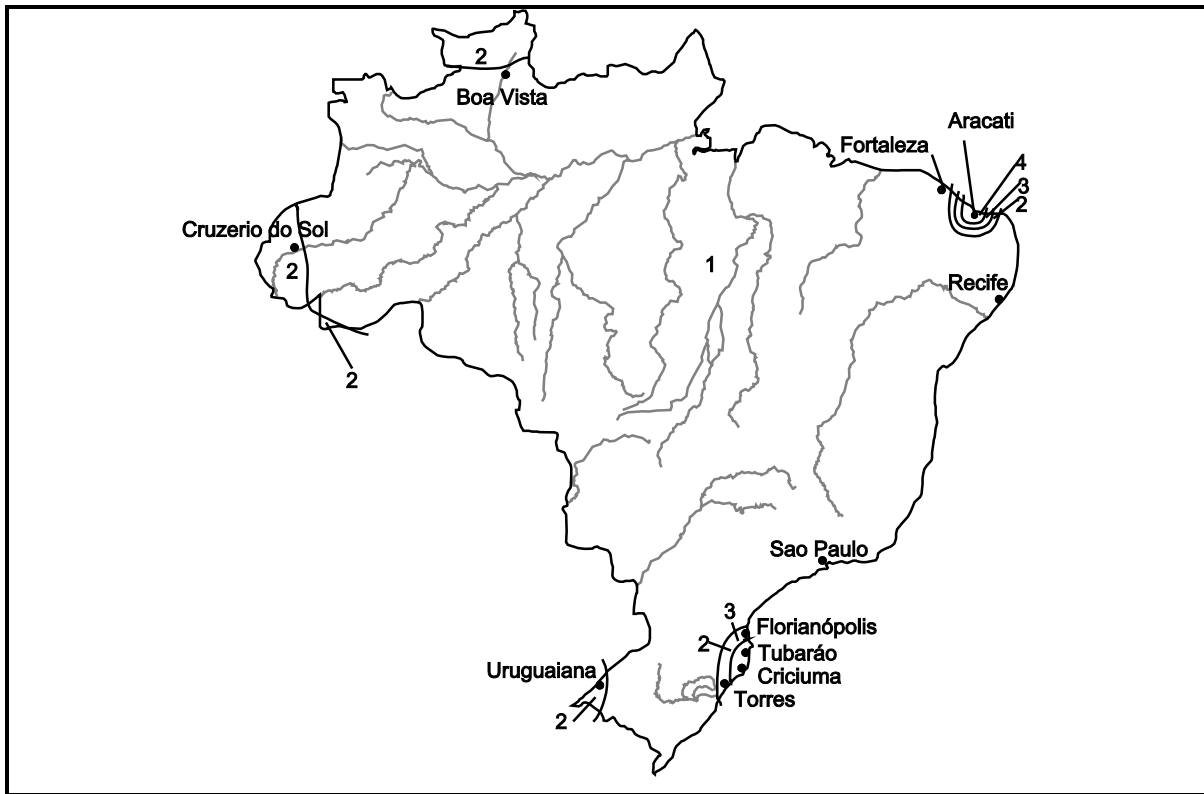 2
Boa Vista
Aracati
Fortaleza
4
3
2
Cruzerio do Sol
2
1
Recife
2
Sao Paulo
3
Florianópolis
2
Tubaráo
Uruguaiana
Criciuma
Torres
2